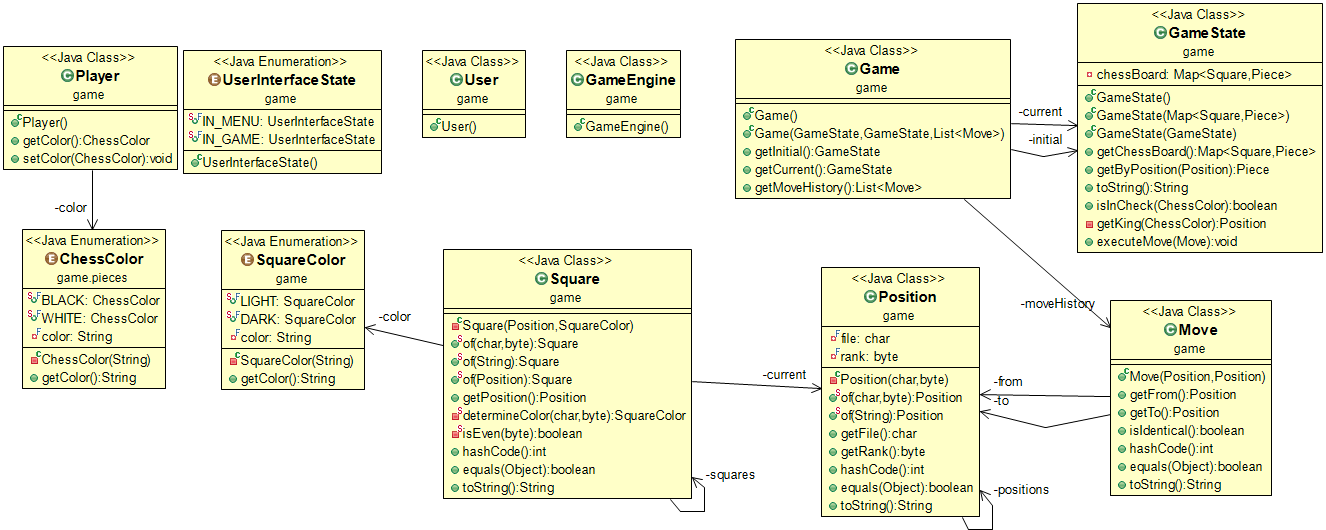 <<Java Class>>
Player
game
Player()
getColor():ChessColor
setColor(ChessColor):void
<<Java Enumeration>>
UserInterfaceState
game
IN_MENU: UserInterfaceState
IN_GAME: UserInterfaceState
UserInterfaceState()
<<Java Class>>
User
game
User()
<<Java Class>>
GameEngine
game
GameEngine()
<<Java Class>>
Game
game
Game()
Game(GameState,GameState,List<Move>)
getInitial():GameState
getCurrent():GameState
getMoveHistory():List<Move>
-current
-initial
<<Java Class>>
GameState
game
chessBoard: Map<Square,Piece>
GameState()
GameState(Map<Square,Piece>)
GameState(GameState)
getChessBoard():Map<Square,Piece>
getByPosition(Position):Piece
toString():String
isInCheck(ChessColor):boolean
getKing(ChessColor):Position
executeMove(Move):void
-color
<<Java Enumeration>>
ChessColor
game.pieces
BLACK: ChessColor
WHITE: ChessColor
color: String
ChessColor(String)
getColor():String
<<Java Enumeration>>
SquareColor
game
LIGHT: SquareColor
DARK: SquareColor
color: String
SquareColor(String)
getColor():String
-color
<<Java Class>>
Square
game
Square(Position,SquareColor)
of(char,byte):Square
of(String):Square
of(Position):Square
getPosition():Position
determineColor(char,byte):SquareColor
isEven(byte):boolean
hashCode():int
equals(Object):boolean
toString():String
-squares
-current
<<Java Class>>
Position
game
file: char
rank: byte
Position(char,byte)
of(char,byte):Position
of(String):Position
getFile():char
getRank():byte
hashCode():int
equals(Object):boolean
toString():String
-positions
-moveHistory
-from
-to
<<Java Class>>
Move
game
Move(Position,Position)
getFrom():Position
getTo():Position
isIdentical():boolean
hashCode():int
equals(Object):boolean
toString():String